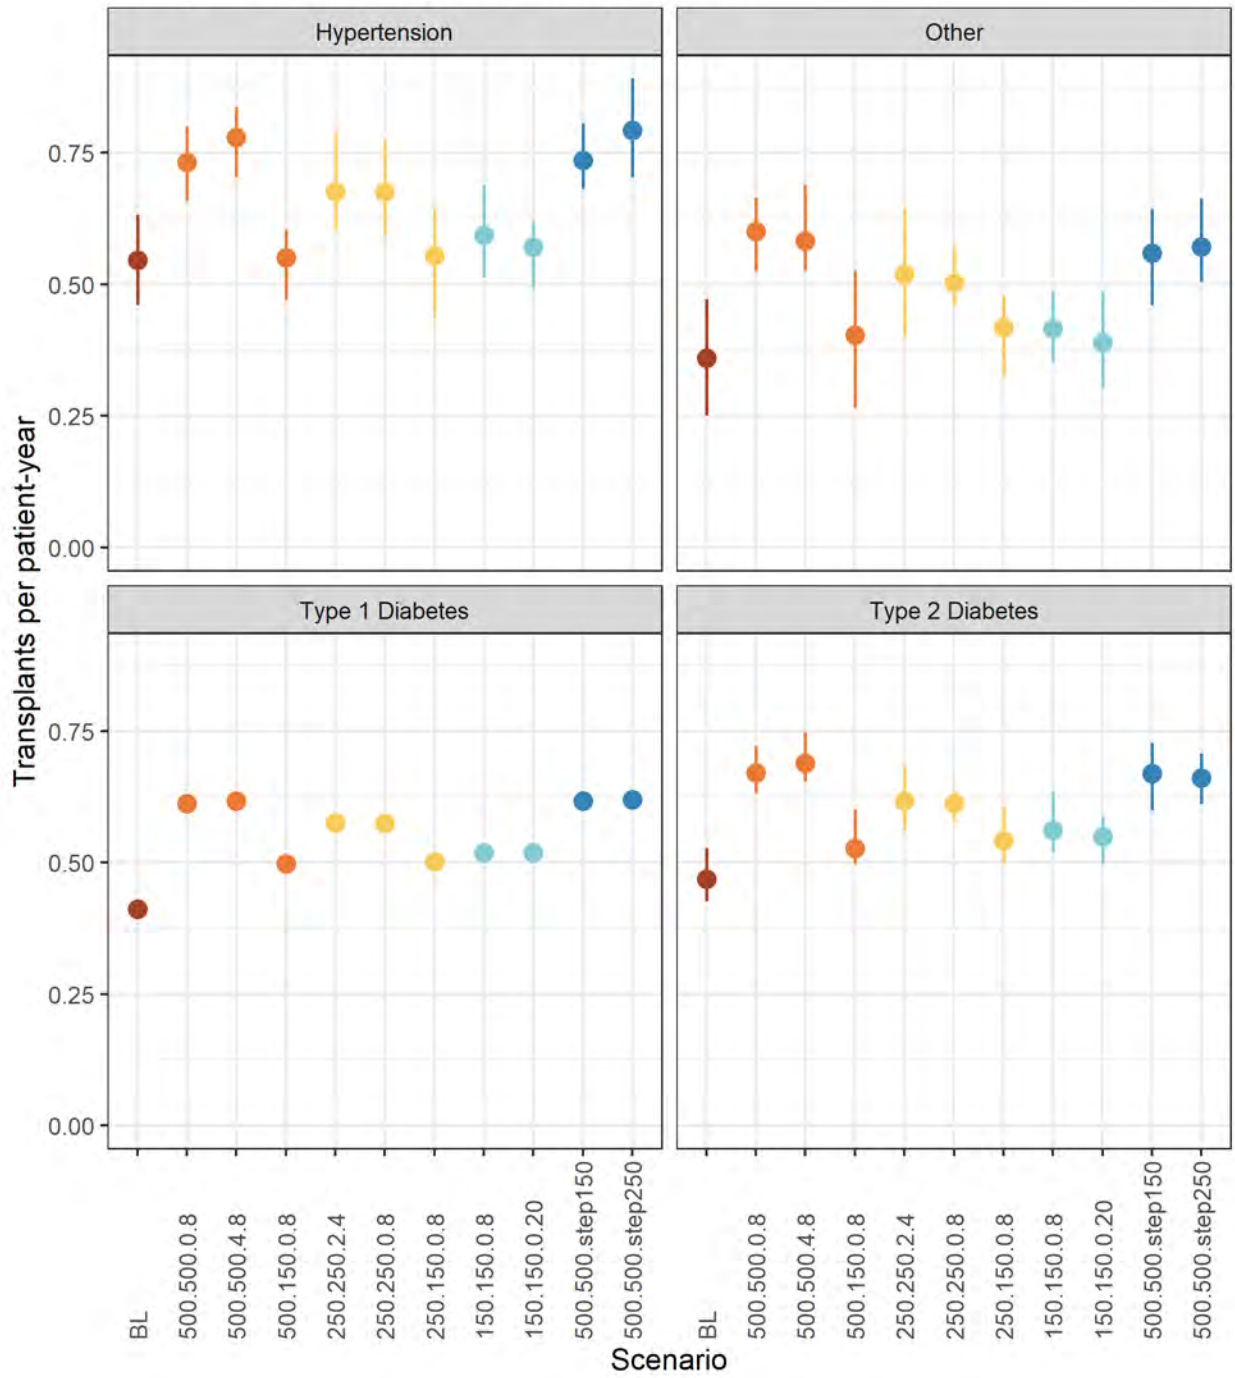 Hypertension
Other
Transplants per patient-year
0.75
0.50
0.25
0.00
Type 1 Diabetes
Type 2 Diabetes
0.75
0.50
0.25
0.00
BL
500.500.0.8
500.500.4.8
500.150.0.8
250.250.2.4
250.250.0.8
250.150.0.8
150.150.0.8
150.150.0.20
500.500.step150
500.500.step250
BL
500.500.0.8
500.500.4.8
500.150.0.8
250.250.2.4
250.250.0.8
250.150.0.8
150.150.0.8
150.150.0.20
500.500.step150
500.500.step250
Scenario